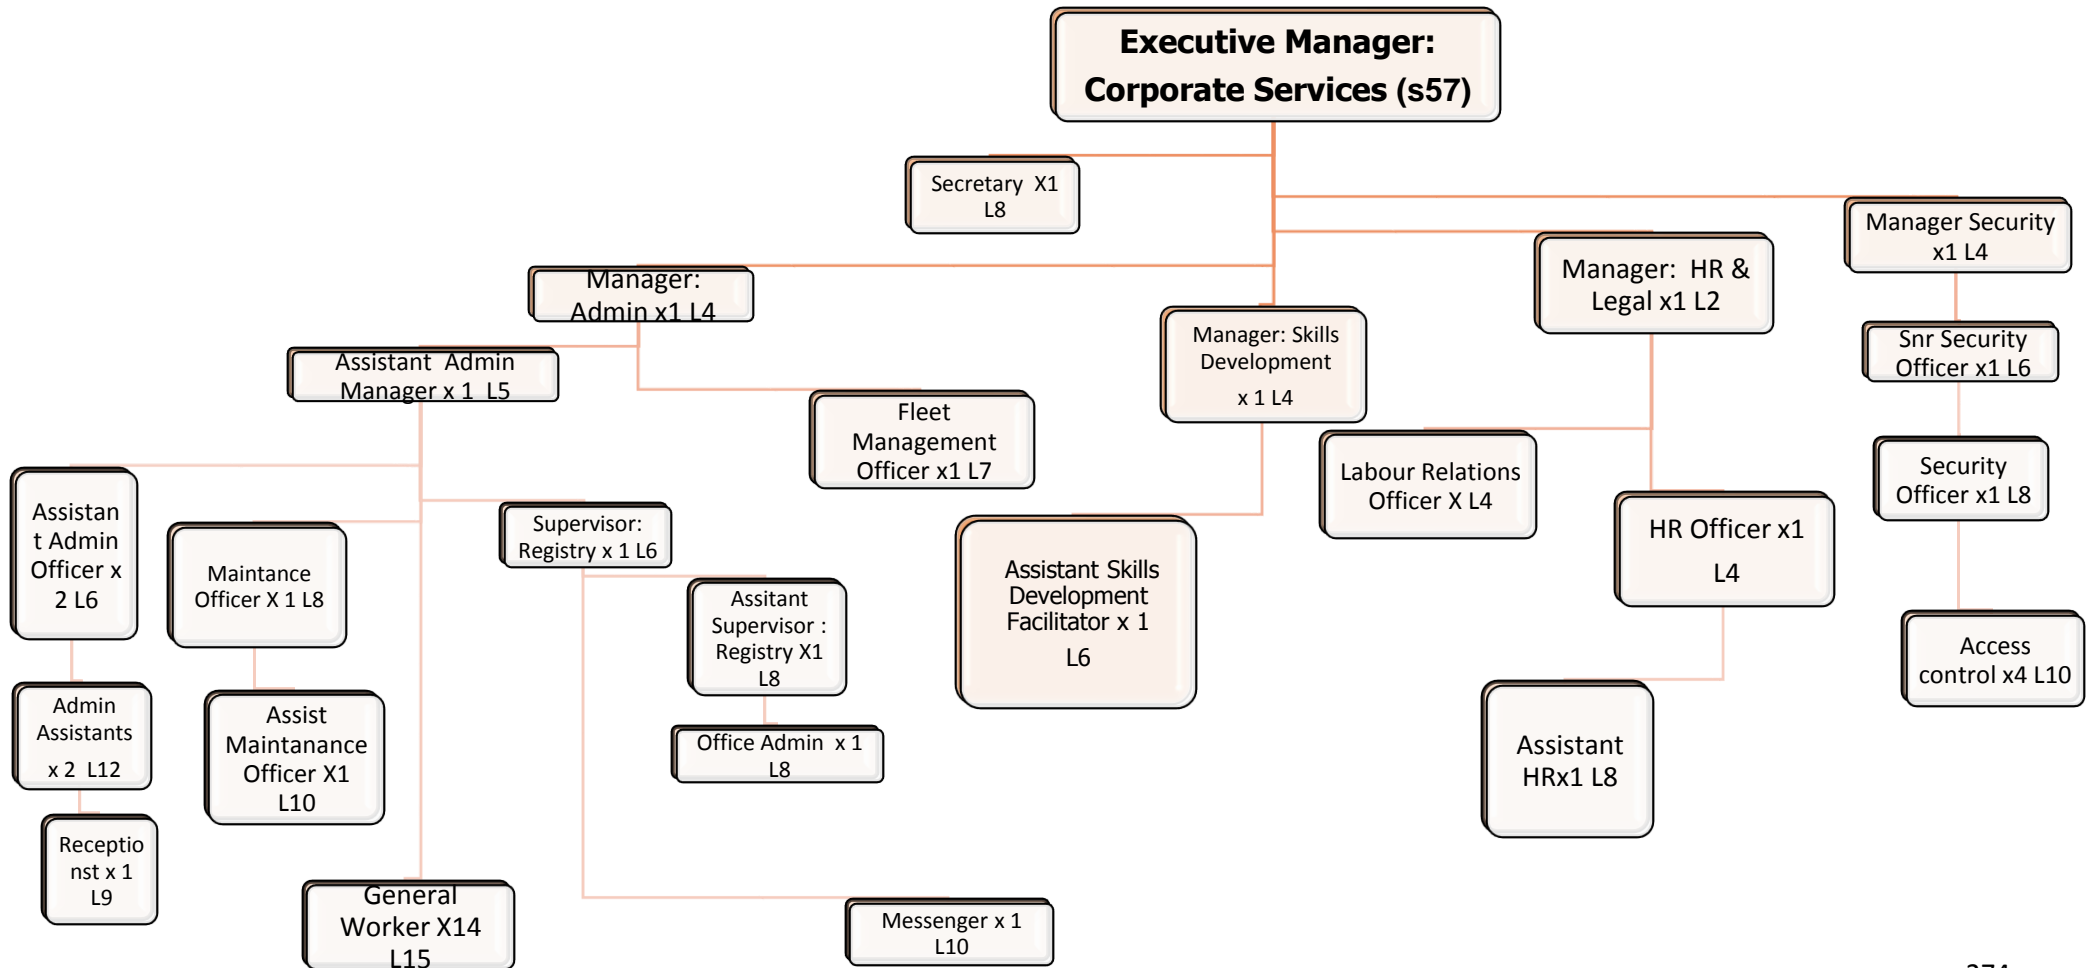 Executive Manager:
Corporate Services (s57)
Secretary X1
L8
Manager Security
x1 L4
Manager: HR &
Legal x1 L2
Manager:
Admin x1 L4
Manager: Skills
Development
x 1 L4
Snr Security
Officer x1 L6
Assistant Admin
Manager x 1 L5
Fleet
Management
Officer x1 L7
Labour Relations
Officer X L4
Security
Officer x1 L8
HR Officer x1
L4
Assistan
t Admin
Officer x
2 L6
Maintance
Officer X 1 L8
Supervisor:
Registry x 1 L6
Assitant
Supervisor :
Registry X1
L8
Assistant Skills
Development
Facilitator x 1
L6
Access
control x4 L10
Admin
Assistants
x 2 L12
Assist
Maintanance
Officer X1
L10
Office Admin x 1
L8
Assistant
HRx1 L8
Receptio
nst x 1
L9
General
Worker X14
L15
Messenger x 1
L10
274